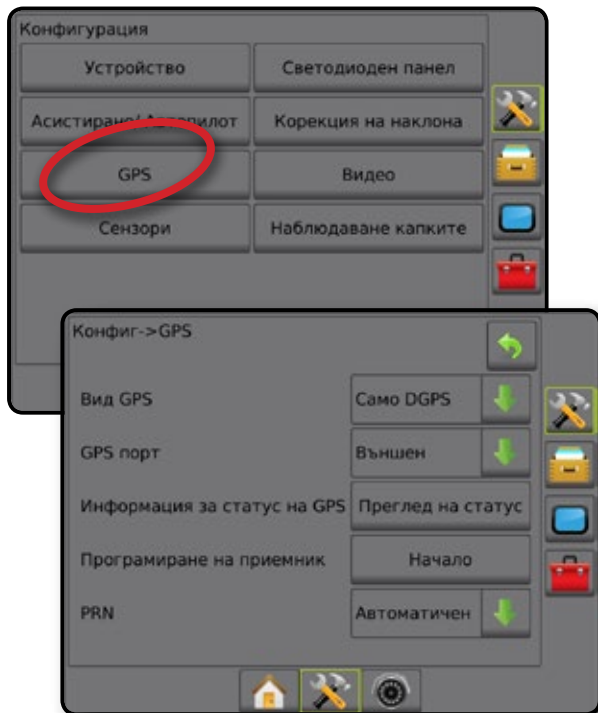 Конфигурация
Устройство Светодиоден панел
Асистиране/Автопилот Корекция на наклона
GPS Видео
Сензори Наблюдаване капките
Конфиг->GPS
Вид GPS Само DGPS
GPS порт Външен
Информация за статус на GPS Преглед на статус
Програмиране на приемник Начало
PRN Автоматичен